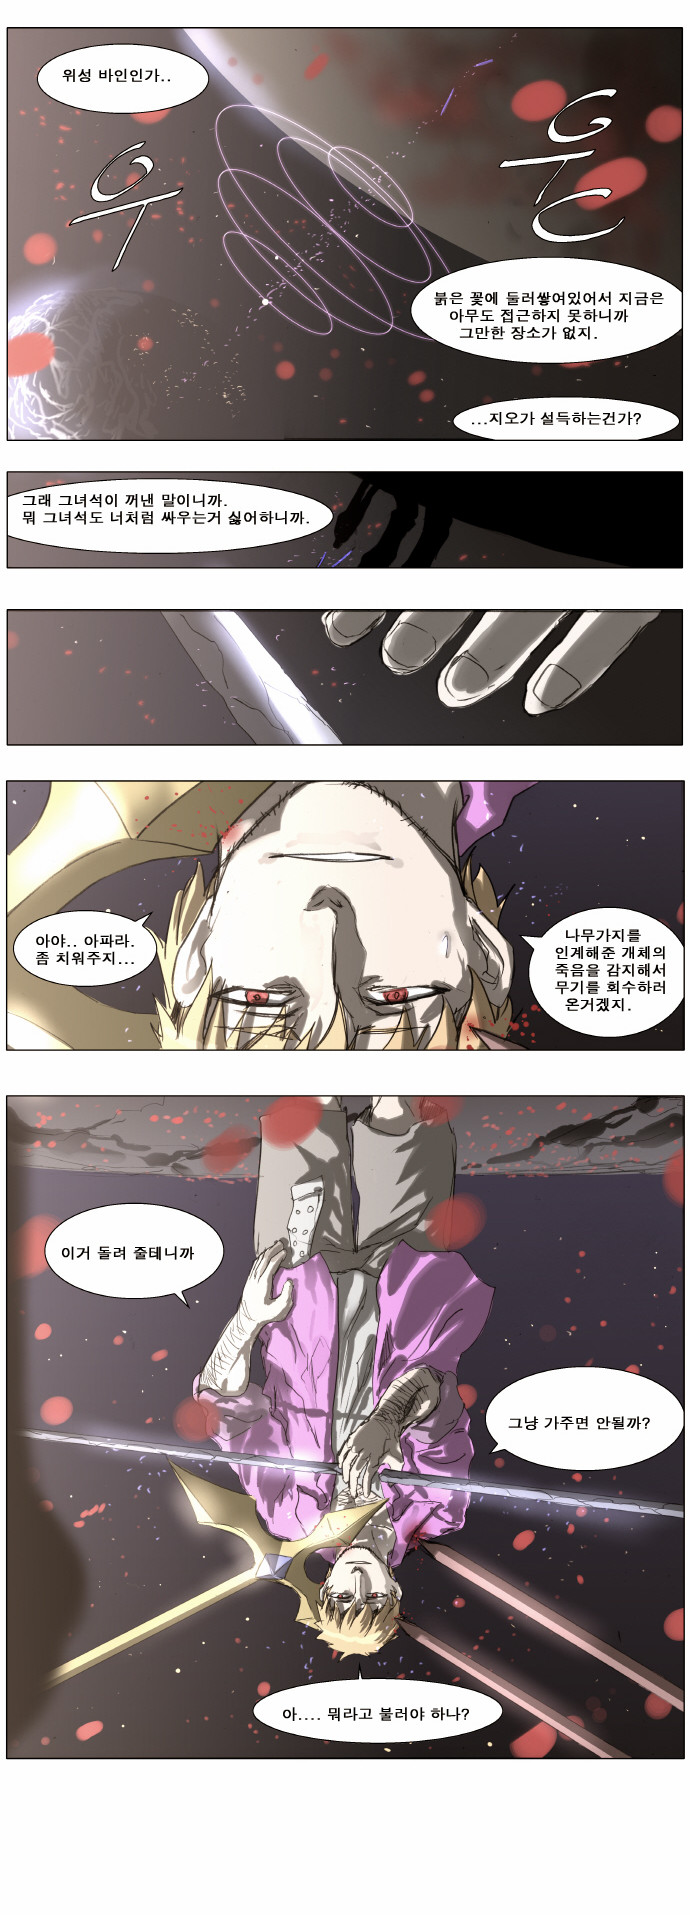 위성 바인인가..
우
웅
붉은 꽃에 둘러쌓여있어서 지금은
아무도 접근하지 못하니까
그만한 장소가 없지.
...지오가 설득하는건가?
그래 그녀석이 꺼낸 말이니까.
뭐 그녀석도 너처럼 싸우는거 싫어하니까.
아야.. 아파라.
좀 치워주지...
나무가지를
인계해준 개체의
죽음을 감지해서
무기를 회수하러
온거겠지.
이거 돌려 줄테니까
그냥 가주면 안될까?
아.... 뭐라고 불러야 하나?